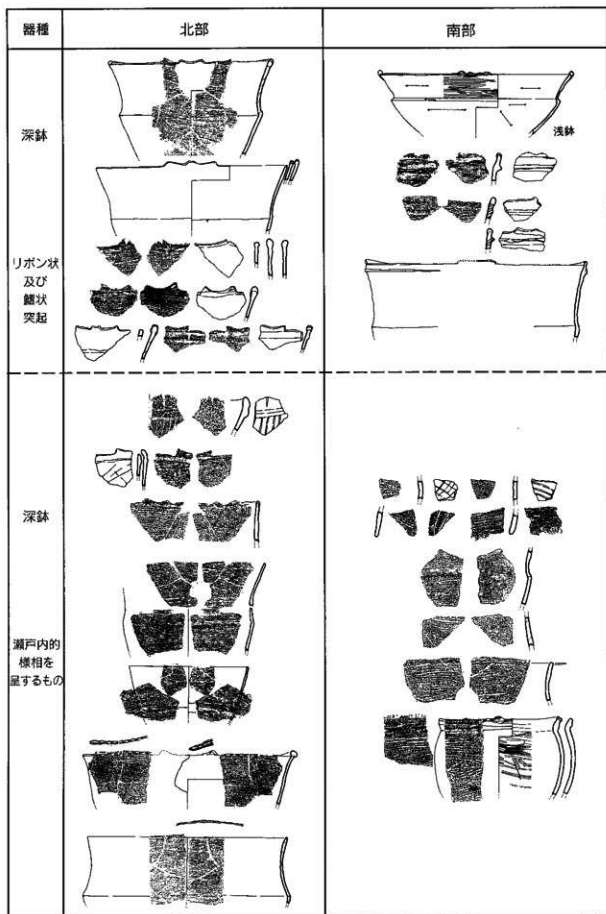 器種
北部
南部
深鉢
リボン状
及び
鰭状
突起
浅鉢
深鉢
瀬戸内的
様相を
呈するもの